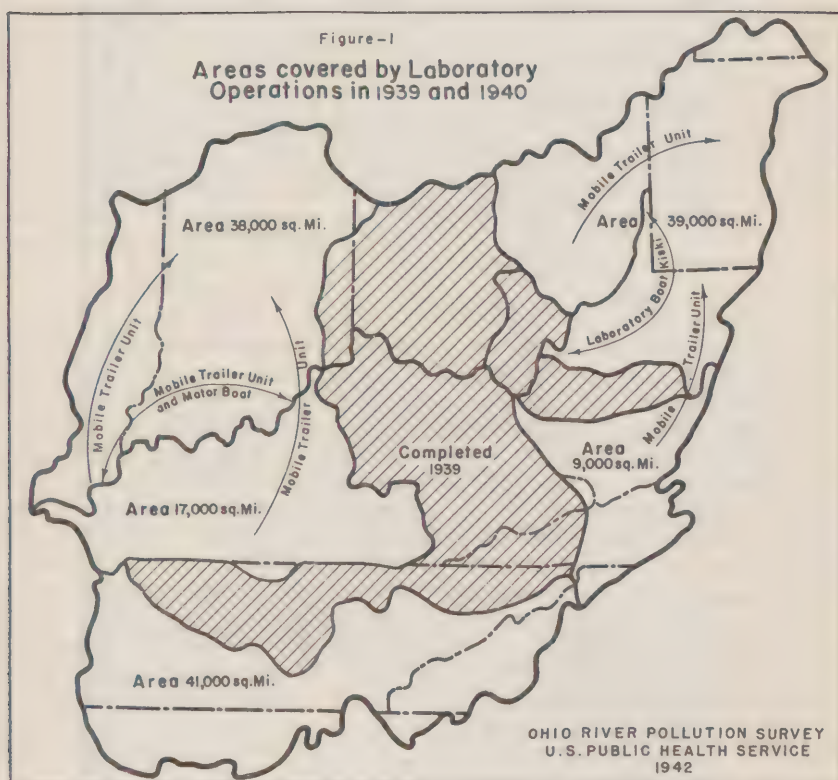 Figure-1
Areas covered by Laboratory
Operations in 1939 and 1940
Mobile Trailer Unit
Area 38,000 sq. Mi.
Area 39,000 sq. Mi.
Laboratory Boat Kiski
Mobile Trailer Unit
Mobile Trailer Unit
and Motor Boat
Mobile Trailer Unit
Mobile Trailer Unit
Completed
1939
Area
9,000 sq. Mi.
Area 17,000 sq. Mi.
Area 41,000 sq. Mi.
OHIO RIVER POLLUTION SURVEY
U.S. PUBLIC HEALTH SERVICE
1942